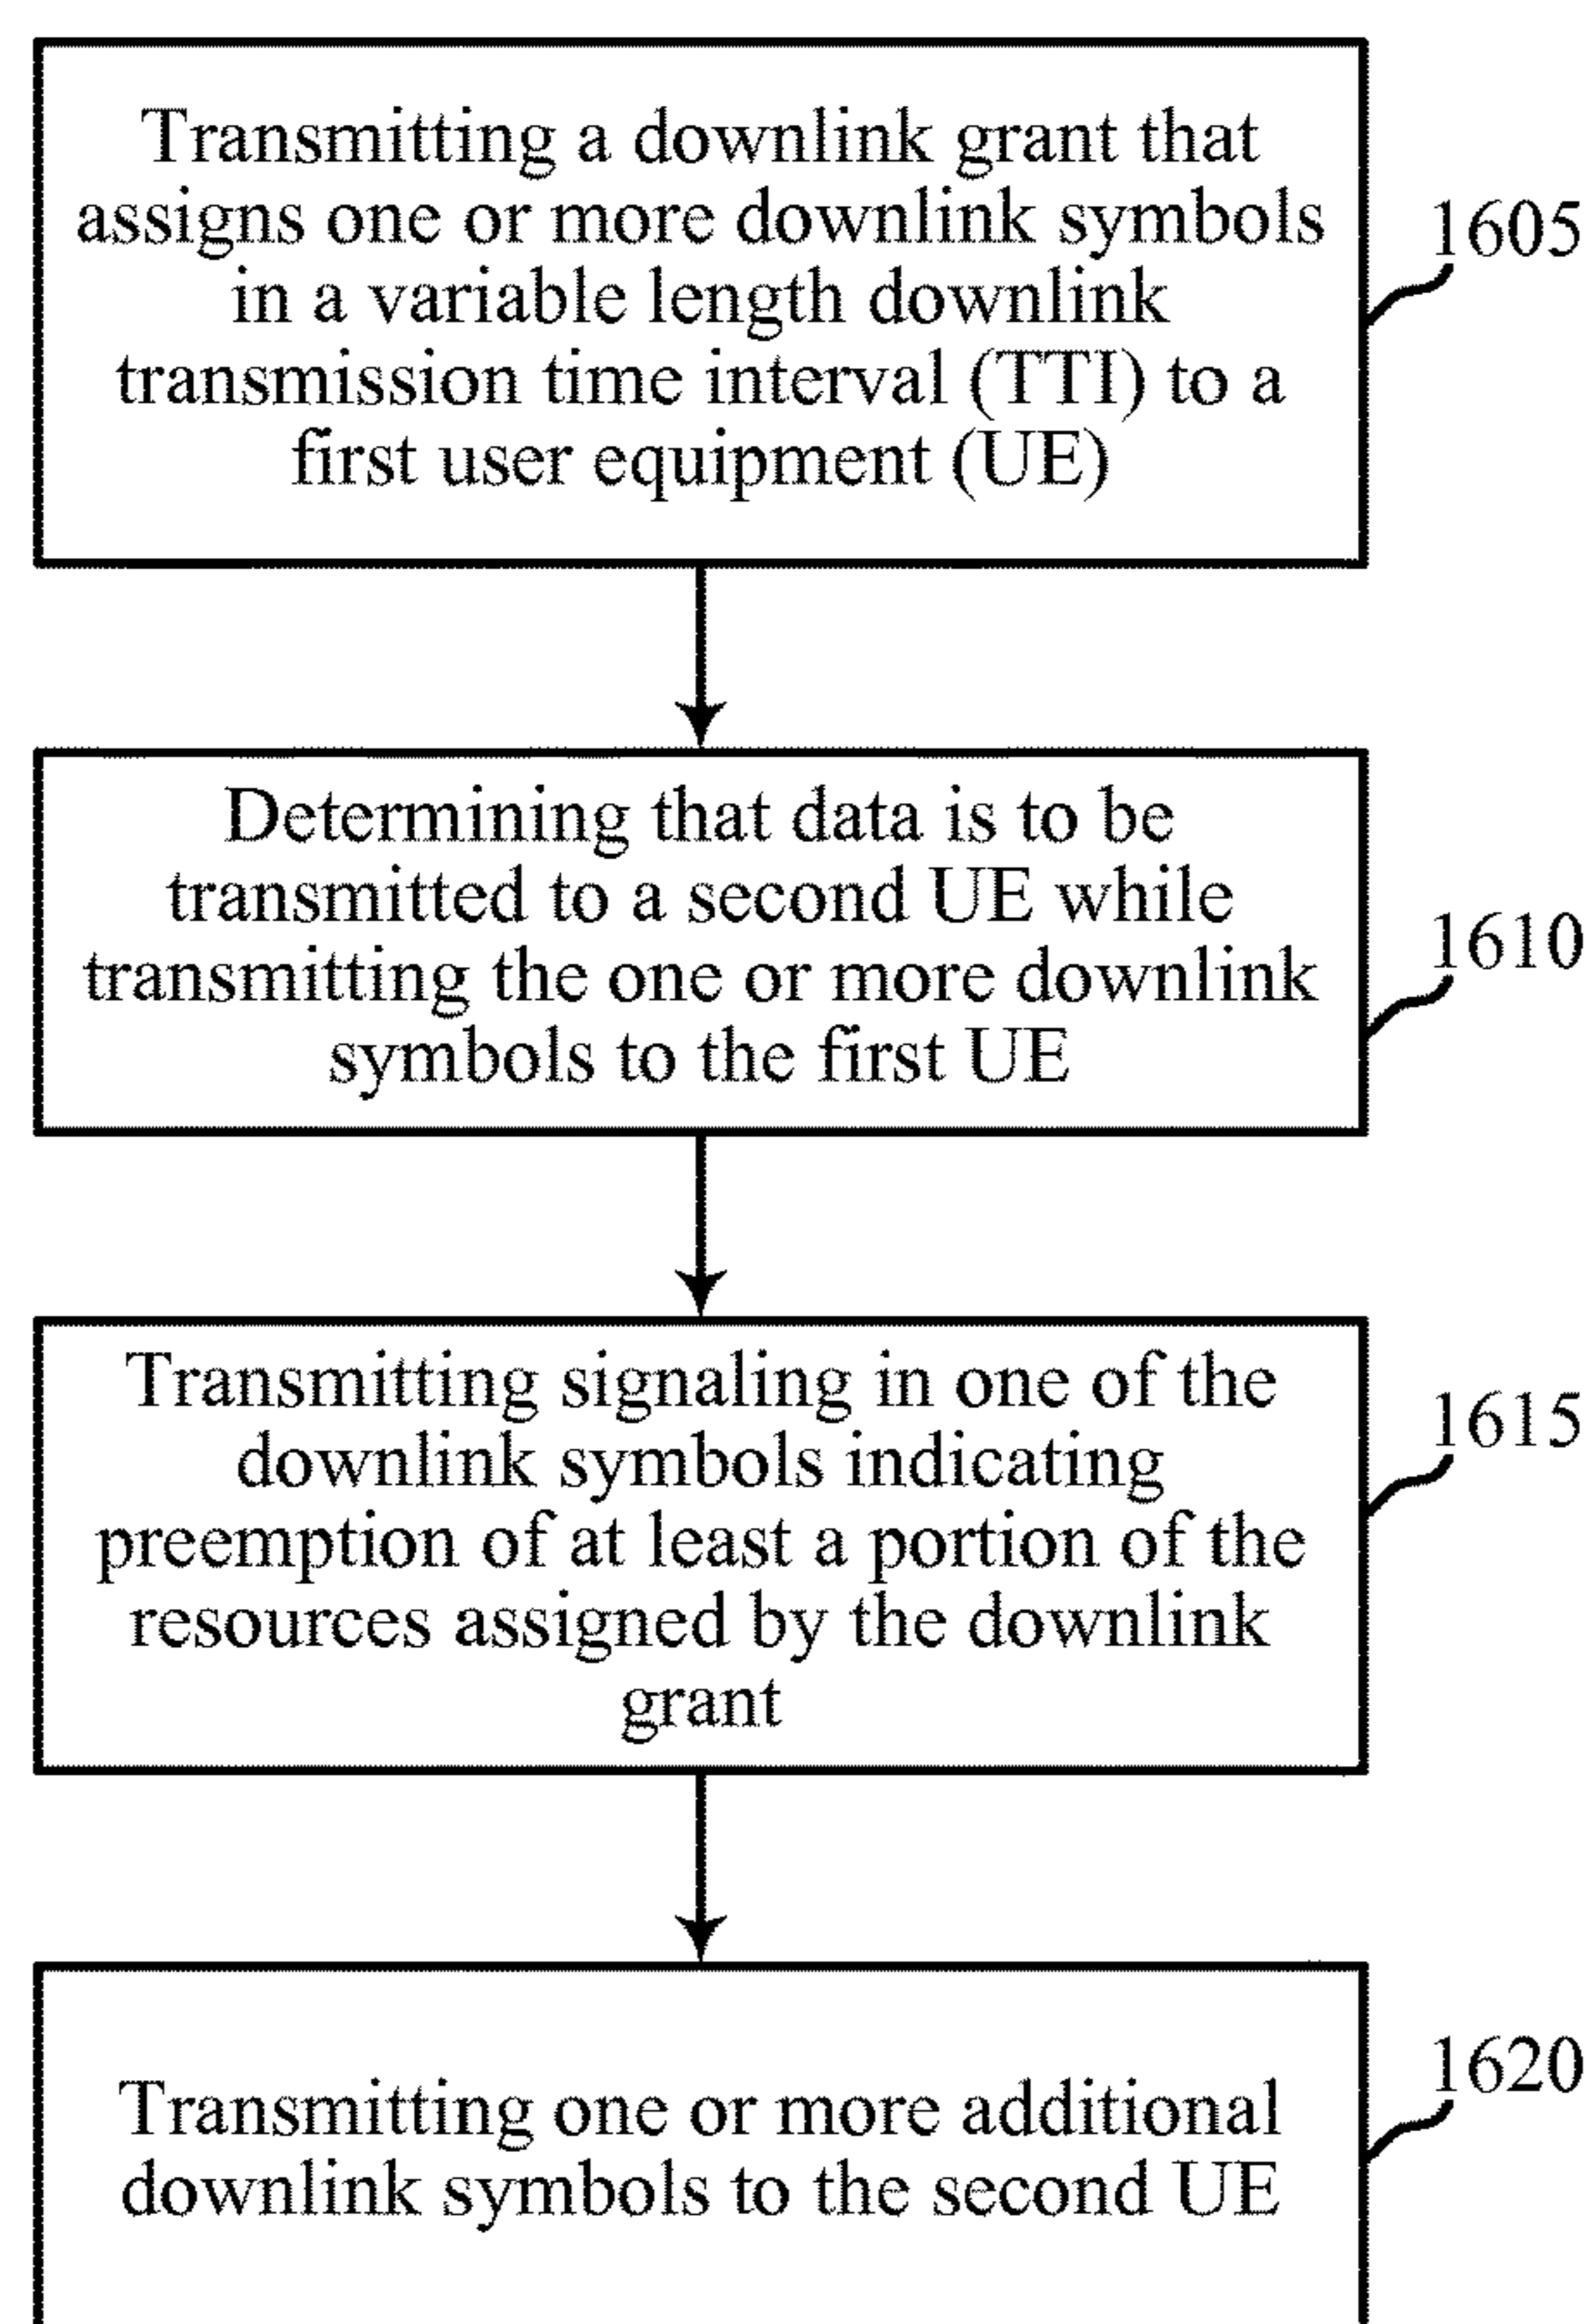 Transmitting a downlink grant that
assigns one or more downlink symbols
in a variable length downlink
transmission time interval (TTI) to a
first user equipment (UE)
1605
Determining that data is to be
transmitted to a second UE while
transmitting the one or more downlink
symbols to the first UE
1610
Transmitting signaling in one of the
downlink symbols indicating
preemption of at least a portion of the
resources assigned by the downlink
grant
1615
Transmitting one or more additional
downlink symbols to the second UE
1620